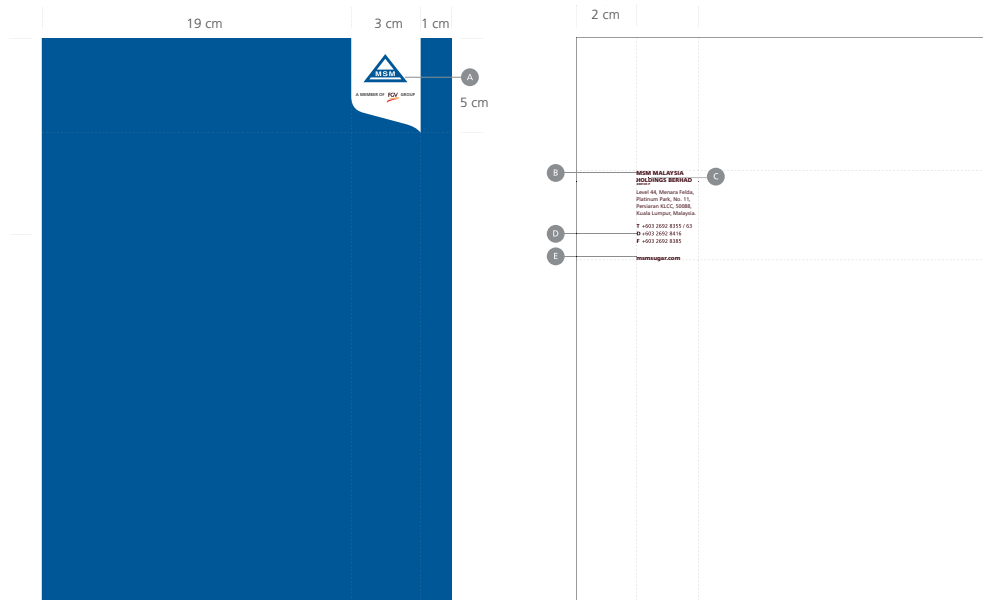 19 cm
3 cm
1 cm
2 cm
MSM
A
A MEMBER OF FGV GROUP
5 cm
B
MSM MALAYSIA
HOLDINGS BERHAD
C
Level 44, Menara Felda,
Platinum Park, No. 11,
Persiaran KLCC, 50088,
Kuala Lumpur, Malaysia.
T +603 2692 8355 / 63
D
D +603 2692 8416
F +603 2692 8385
E
msmsugar.com